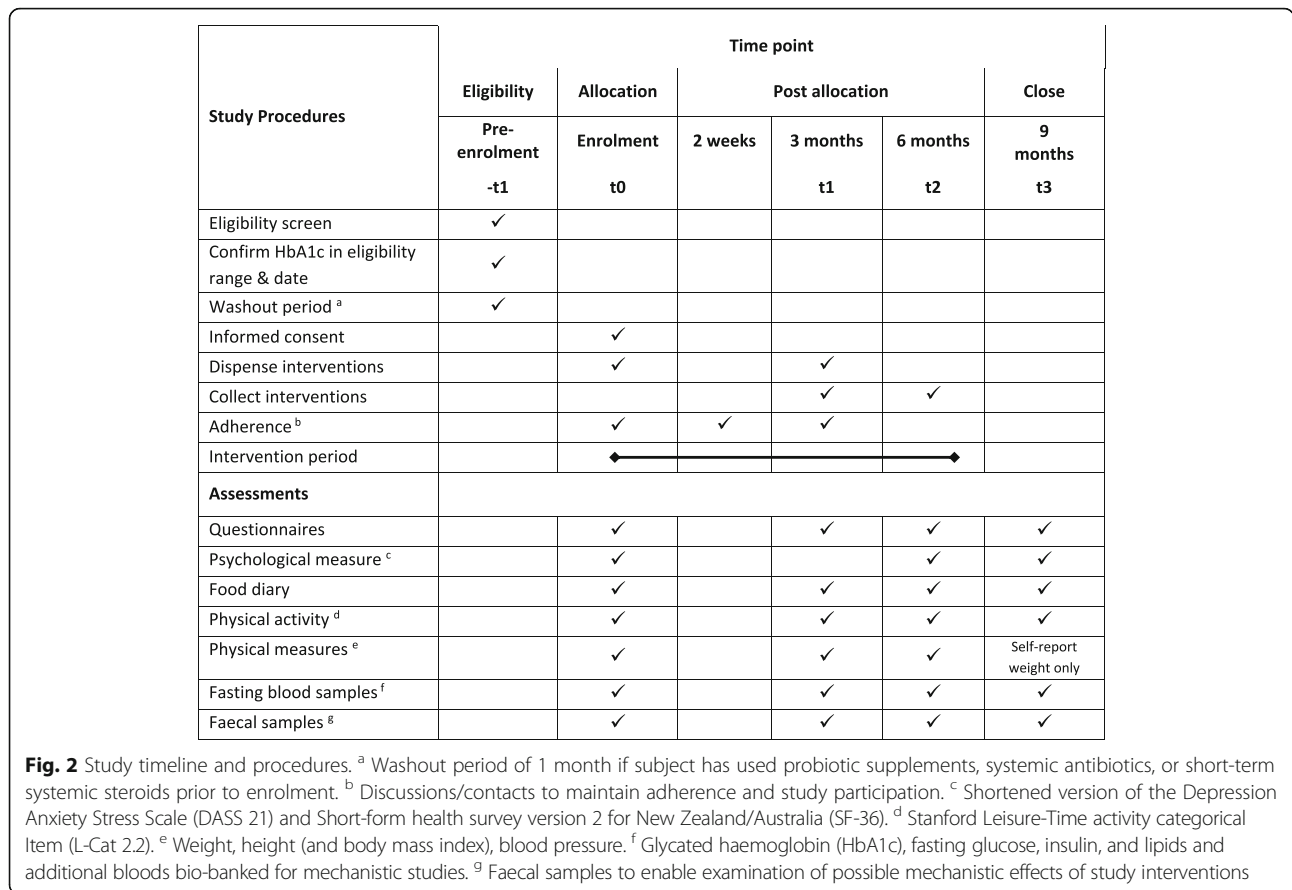 Time point
Study Procedures
Eligibility Allocation Post allocation Close
Pre-
enrolment
Enrolment 2 weeks 3 months 6 months
9
months
-t1 t0 t1 t2 t3
Eligibility screen ✓
Confirm HbA1c in eligibility
range & date ✓
Washout period a ✓
Informed consent ✓
Dispense interventions ✓ ✓
Collect interventions ✓ ✓
Adherence b ✓ ✓ ✓
Intervention period
Assessments
Questionnaires ✓ ✓ ✓ ✓
Psychological measure c ✓ ✓ ✓
Food diary ✓ ✓ ✓ ✓
Physical activity d ✓ ✓ ✓ ✓
Physical measures e ✓ ✓ ✓ Self-report
weight only
Fasting blood samples f ✓ ✓ ✓ ✓
Faecal samples g ✓ ✓ ✓ ✓
Fig. 2 Study timeline and procedures. a Washout period of 1 month if subject has used probiotic supplements, systemic antibiotics, or short-term
systemic steroids prior to enrolment. b Discussions/contacts to maintain adherence and study participation. c Shortened version of the Depression
Anxiety Stress Scale (DASS 21) and Short-form health survey version 2 for New Zealand/Australia (SF-36). d Stanford Leisure-Time activity categorical
Item (L-Cat 2.2). e Weight, height (and body mass index), blood pressure. f Glycated haemoglobin (HbA1c), fasting glucose, insulin, and lipids and
additional bloods bio-banked for mechanistic studies. g Faecal samples to enable examination of possible mechanistic effects of study interventions